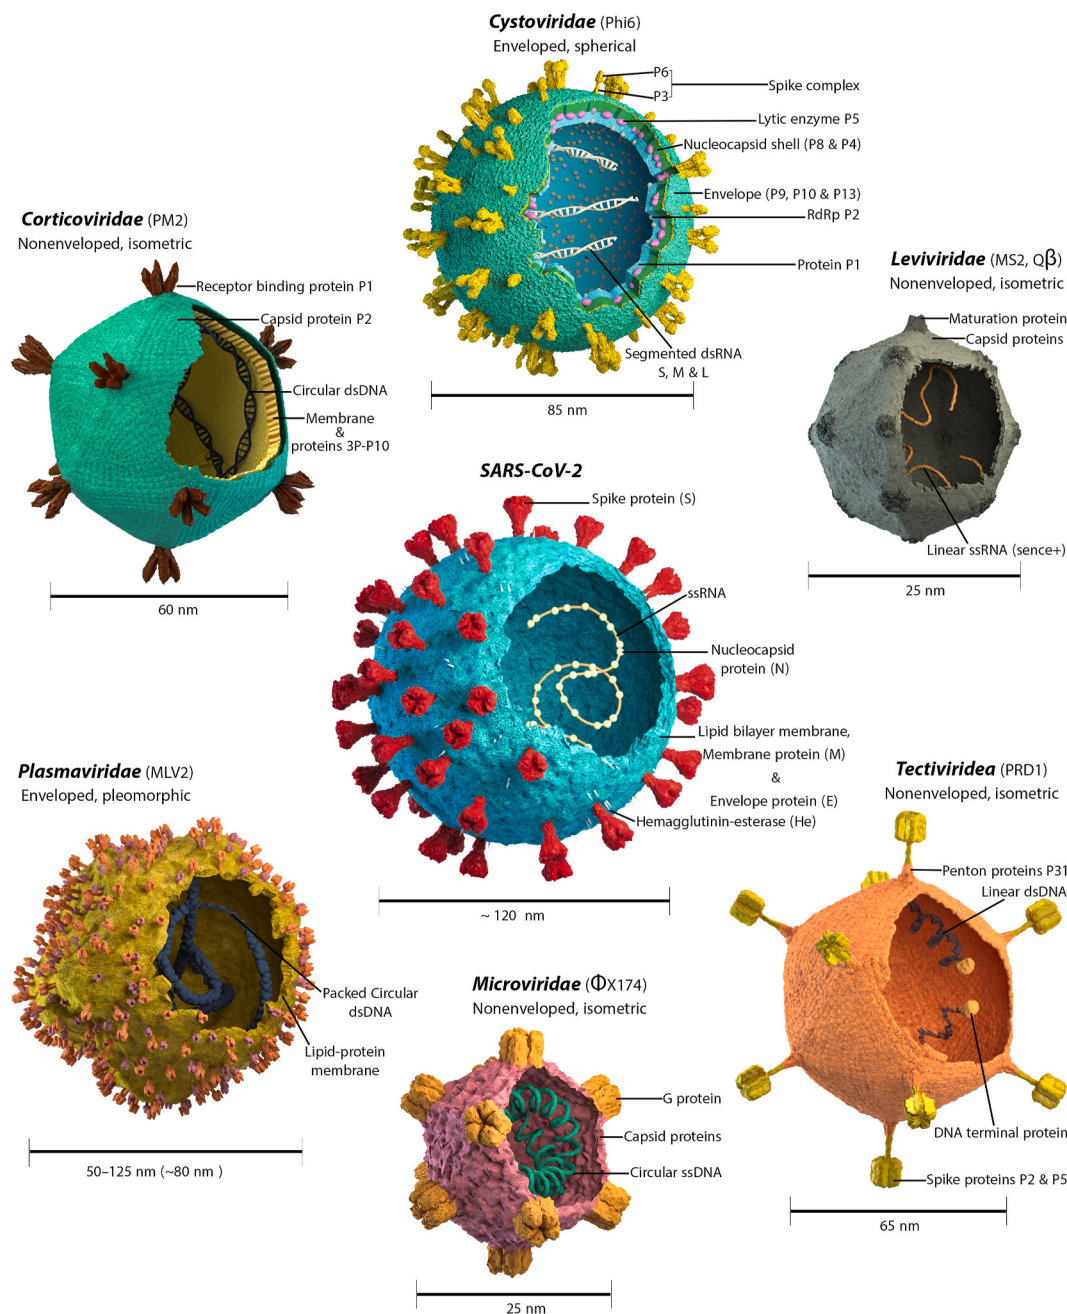 Cystoviridae (Phi6)
Enveloped, spherical
P6
P3
Spike complex
Lytic enzyme P5
Nucleocapsid shell (P8 & P4)
Envelope (P9, P10 & P13)
RdRp P2
Protein P1
Segmented dsRNA
S, M & L
85 nm
Corticoviridae (PM2)
Nonenveloped, isometric
Receptor binding protein P1
Capsid protein P2
Circular dsDNA
Membrane
&
proteins 3P-P10
60 nm
Leviviridae (MS2, Qβ)
Nonenveloped, isometric
Maturation protein
Capsid proteins
Linear ssRNA (sence+)
25 nm
SARS-CoV-2
Spike protein (S)
ssRNA
Nucleocapsid
protein (N)
Lipid bilayer membrane,
Membrane protein (M)
&
Envelope protein (E)
Hemagglutinin-esterase (He)
~ 120 nm
Plasmaviridae (MLV2)
Enveloped, pleomorphic
Packed Circular
dsDNA
Lipid-protein
membrane
50–125 nm (~80 nm )
Microviridae (ΦX174)
Nonenveloped, isometric
G protein
Capsid proteins
Circular ssDNA
25 nm
Tectiviridea (PRD1)
Nonenveloped, isometric
Penton proteins P31
Linear dsDNA
DNA terminal protein
Spike proteins P2 & P5
65 nm